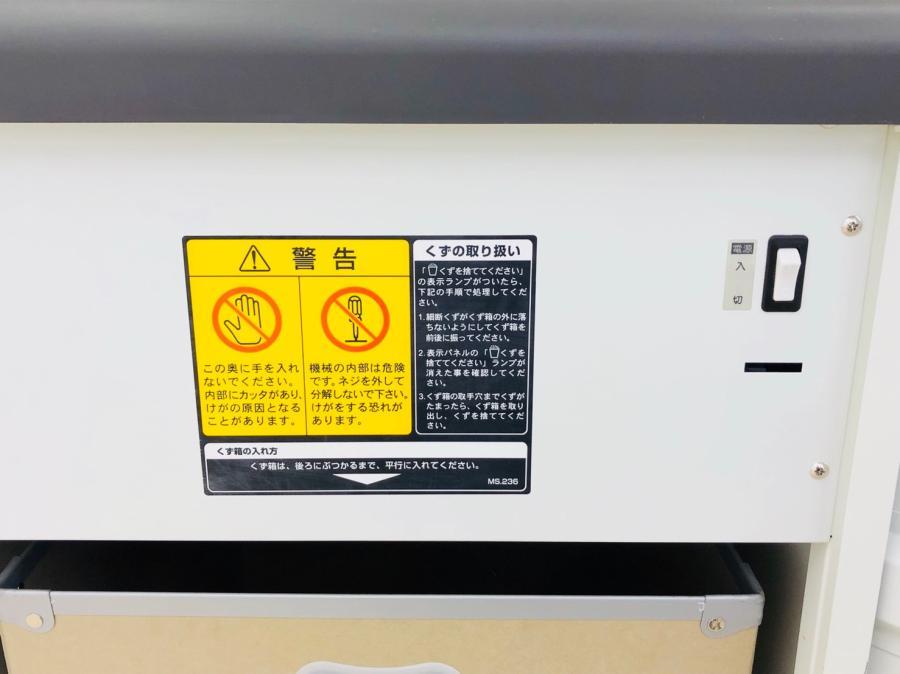 警告
この奥に手を入れ
ないでください。
内部にカッタがあり、
けがの原因となる
ことがあります。
機械の内部は危険
です。ネジを外して
分解しないで下さい。
けがをする恐れが
あります。
くずの取り扱い
「くずを捨ててください」
の表示ランプがついたら、
下記の手順で処理してくだ
さい。
1.細断くずがくず箱の外に落
ちないようにしてくず箱を
前後に振ってください。
2.表示パネルの「くずを
捨ててください」ランプが
消えた事を確認してくだ
さい。
3.くず箱の取手穴までくずが
たまったら、くず箱を取り
出し、くずを捨ててくだ
さい。
くず箱の入れ方
くず箱は、後ろにぶつかるまで、平行に入れてください。
MS.236
電源
入
切